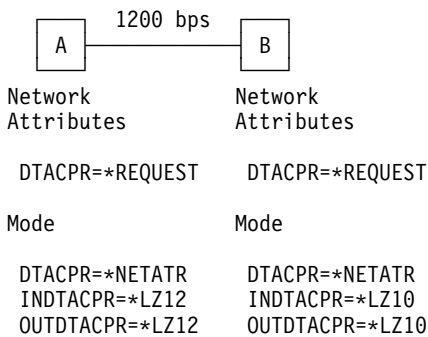 1200 bps
A B
Network Network
Attributes Attributes
DTACPR=*REQUEST DTACPR=*REQUEST
Mode Mode
DTACPR=*NETATR DTACPR=*NETATR
INDTACPR=*LZ12 INDTACPR=*LZ10
OUTDTACPR=*LZ12 OUTDTACPR=*LZ10